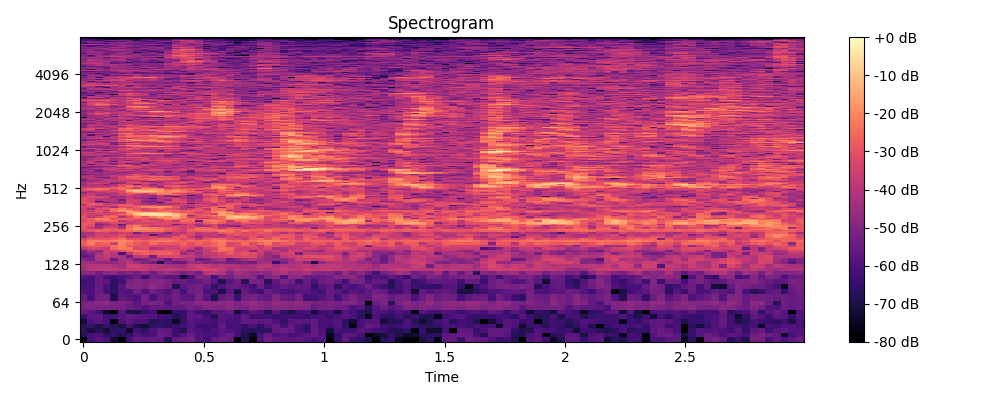 Spectrogram
+0 dB
4096
-10 dB
2048
-20 dB
1024
-30 dB
Hz
512
-40 dB
256
-50 dB
128
-60 dB
64
-70 dB
0
-80 dB
0 0.5 1 1.5 2 2.5
Time